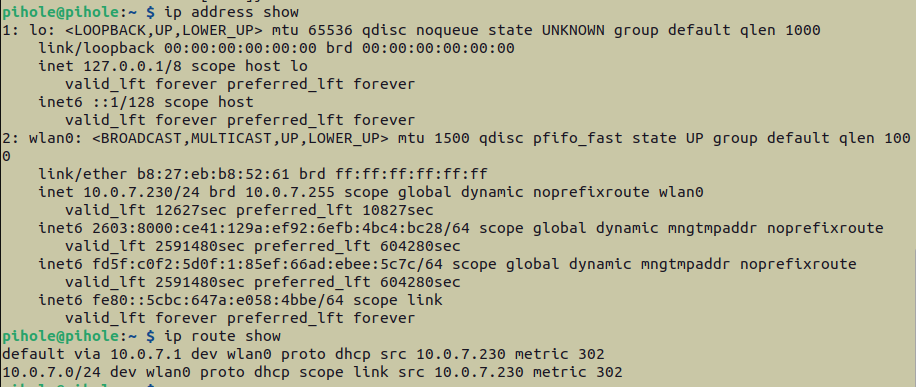 pihole@pihole:~ $ ip address show
1: lo: <LOOPBACK,UP,LOWER_UP> mtu 65536 qdisc noqueue state UNKNOWN group default qlen 1000
    link/loopback 00:00:00:00:00:00 brd 00:00:00:00:00:00
    inet 127.0.0.1/8 scope host lo
       valid_lft forever preferred_lft forever
    inet6 ::1/128 scope host
       valid_lft forever preferred_lft forever
2: wlan0: <BROADCAST,MULTICAST,UP,LOWER_UP> mtu 1500 qdisc pfifo_fast state UP group default qlen 100
0
    link/ether b8:27:eb:b8:52:61 brd ff:ff:ff:ff:ff:ff
    inet 10.0.7.230/24 brd 10.0.7.255 scope global dynamic noprefixroute wlan0
       valid_lft 12627sec preferred_lft 10827sec
    inet6 2603:8000:ce41:129a:ef92:6efb:4bc4:bc28/64 scope global dynamic mngtmpaddr noprefixroute
       valid_lft 2591480sec preferred_lft 604280sec
    inet6 fd5f:c0f2:5d0f:1:85ef:66ad:ebee:5c7c/64 scope global dynamic mngtmpaddr noprefixroute
       valid_lft 2591480sec preferred_lft 604280sec
    inet6 fe80::5cbc:647a:e058:4bbe/64 scope link
       valid_lft forever preferred_lft forever
pihole@pihole:~ $ ip route show
default via 10.0.7.1 dev wlan0 proto dhcp src 10.0.7.230 metric 302
10.0.7.0/24 dev wlan0 proto dhcp scope link src 10.0.7.230 metric 302